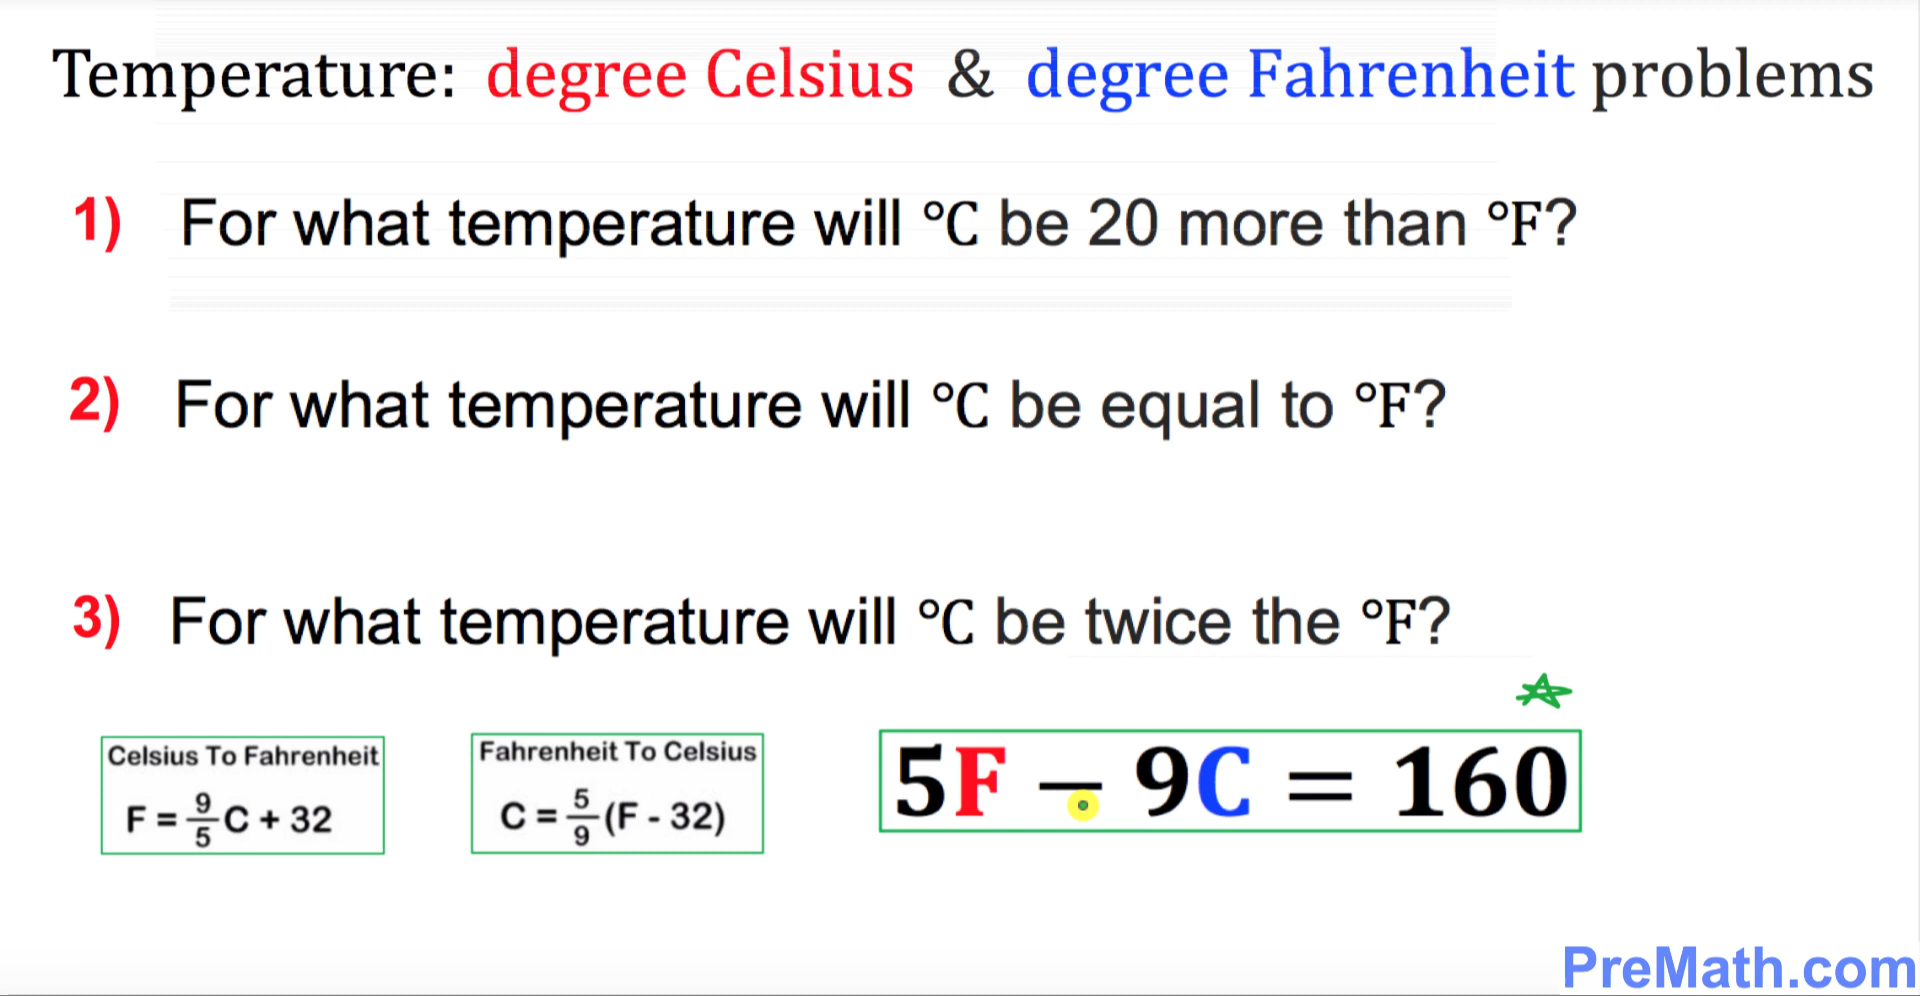 Temperature: degree Celsius & degree Fahrenheit problems
1) For what temperature will °C be 20 more than °F?
2) For what temperature will °C be equal to °F?
3) For what temperature will °C be twice the °F?
Celsius To Fahrenheit
F = 9/5 C + 32
Fahrenheit To Celsius
C = 5/9 (F - 32)
5F − 9C = 160
PreMath.com